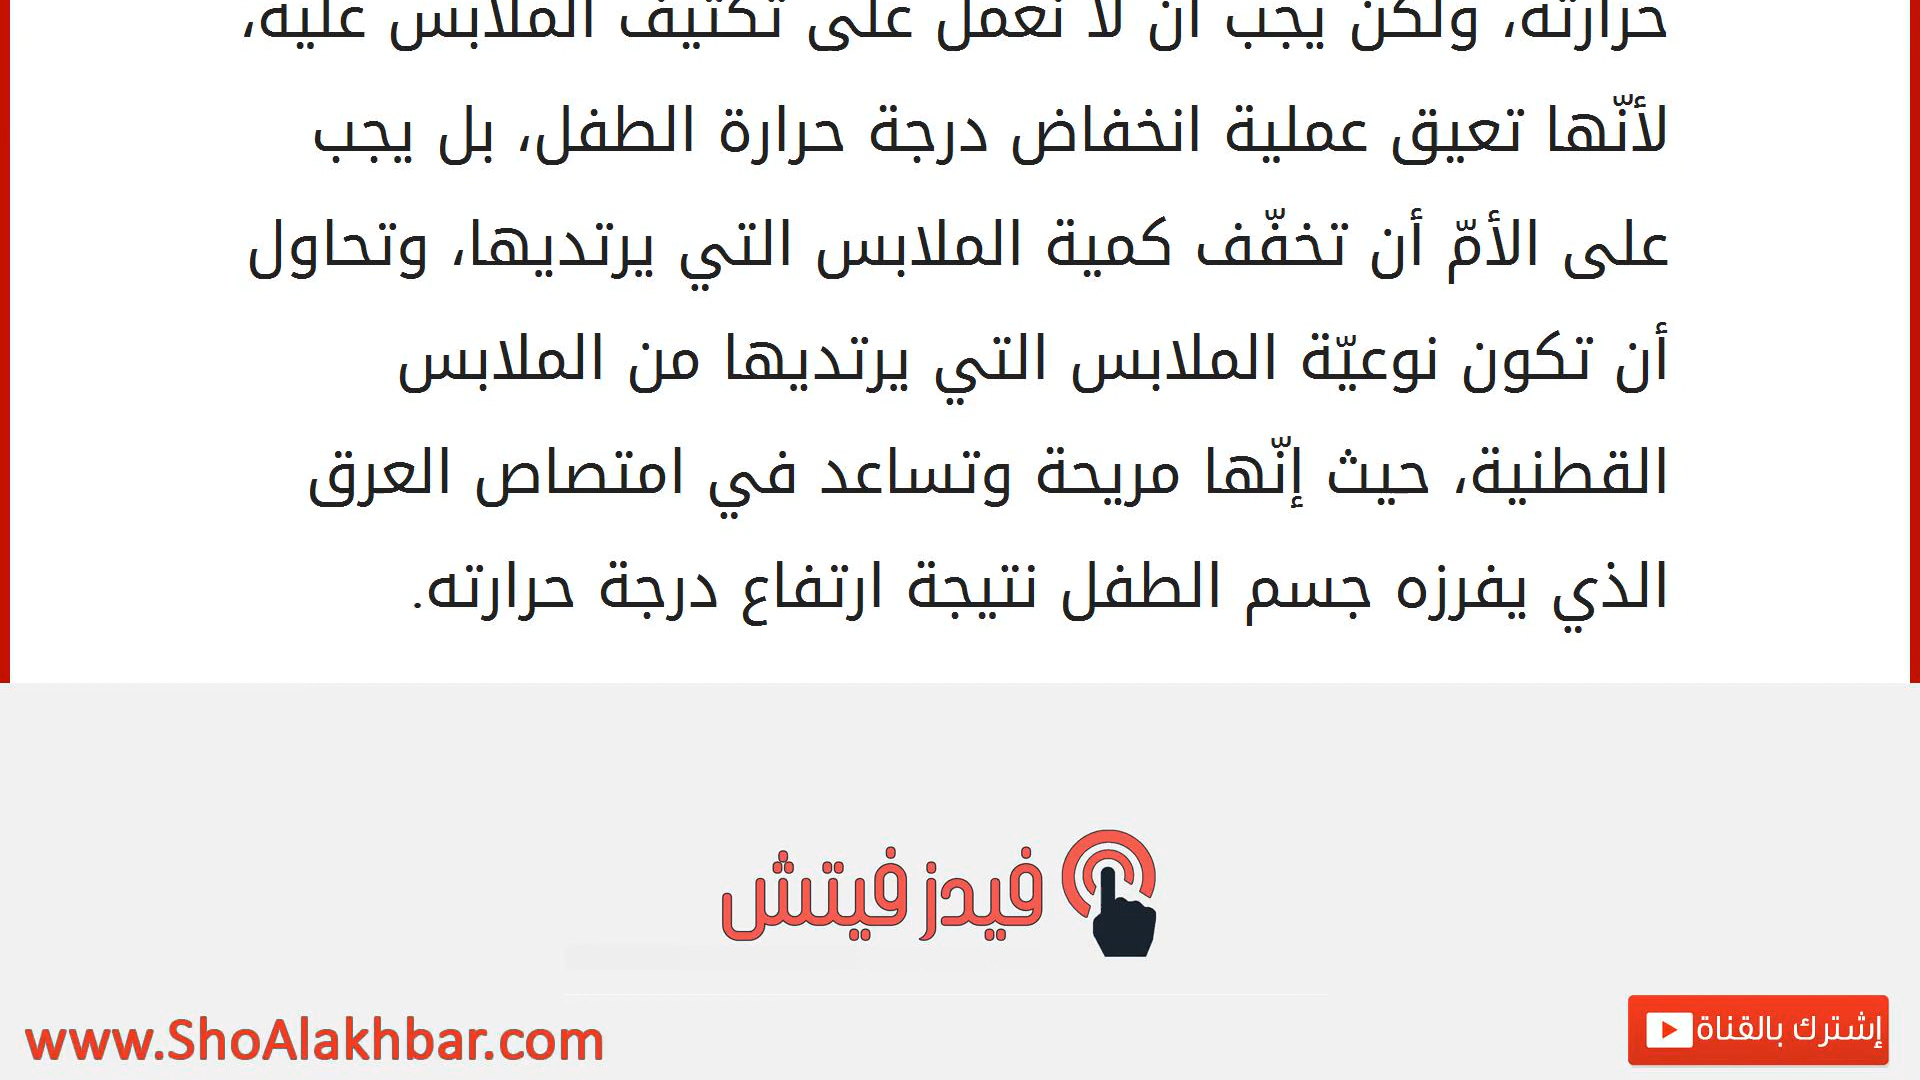 حرارته، ولكن يجب أن لا نعمل على تكثيف الملابس عليه،
لأنّها تعيق عملية انخفاض درجة حرارة الطفل، بل يجب
على الأمّ أن تخفّف كمية الملابس التي يرتديها، وتحاول
أن تكون نوعيّة الملابس التي يرتديها من الملابس
القطنية، حيث إنّها مريحة وتساعد في امتصاص العرق
الذي يفرزه جسم الطفل نتيجة ارتفاع درجة حرارته.
فيدز فيتش
www.ShoAlakhbar.com
إشترك بالقناة